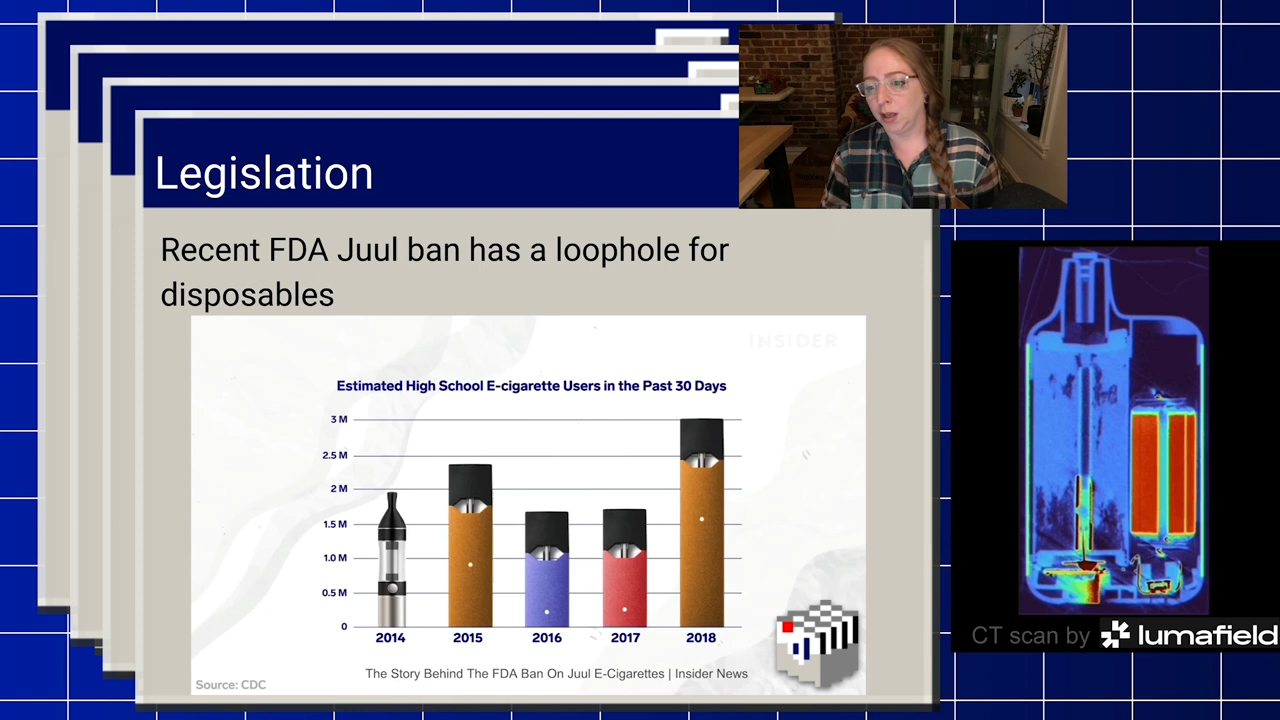 Legislation
Recent FDA Juul ban has a loophole for
disposables
INSIDER
Estimated High School E-cigarette Users in the Past 30 Days
3 M
2.5 M
2 M
1.5 M
1.0 M
0.5 M
0
2014 2015 2016 2017 2018
The Story Behind The FDA Ban On Juul E-Cigarettes | Insider News
Source: CDC
CT scan by lumafield